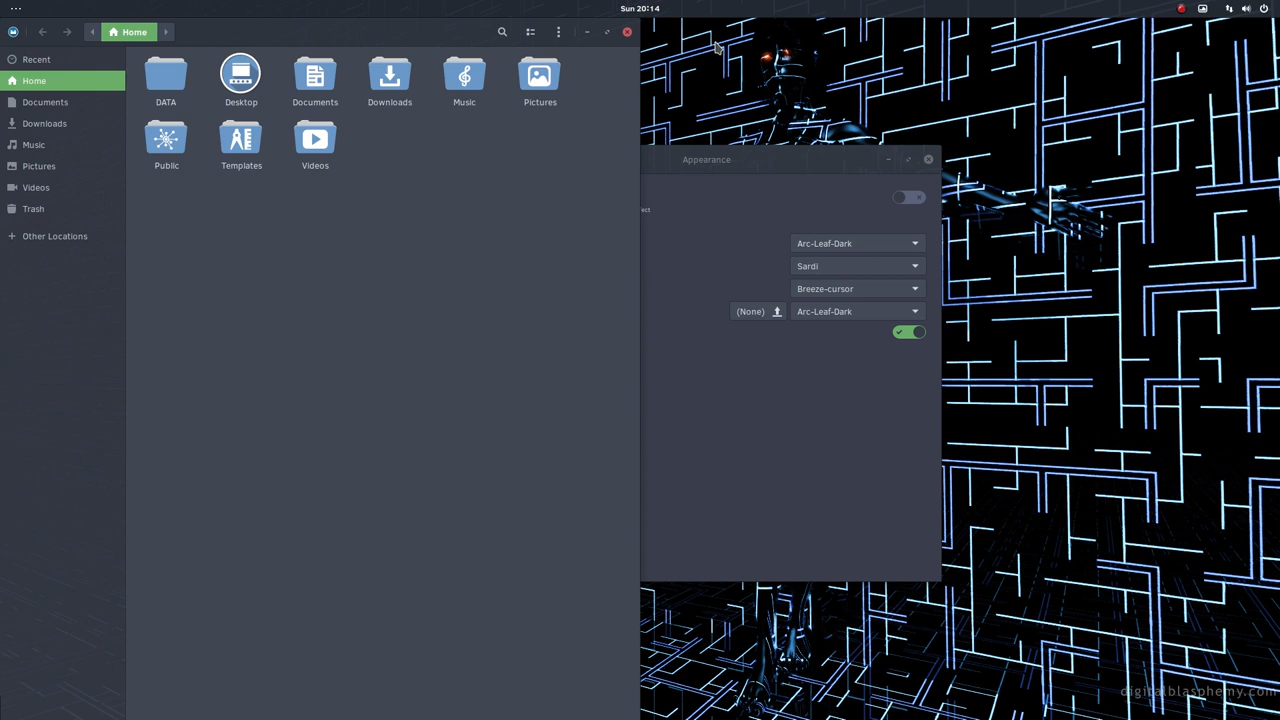 Sun 20:14
Home
Recent
Home
Documents
Downloads
Music
Pictures
Videos
Trash
Other Locations
DATA
Desktop
Documents
Downloads
Music
Pictures
Public
Templates
Videos
Appearance
ect
Arc-Leaf-Dark
Sardi
Breeze-cursor
(None)
Arc-Leaf-Dark
digitalblasphemy.com